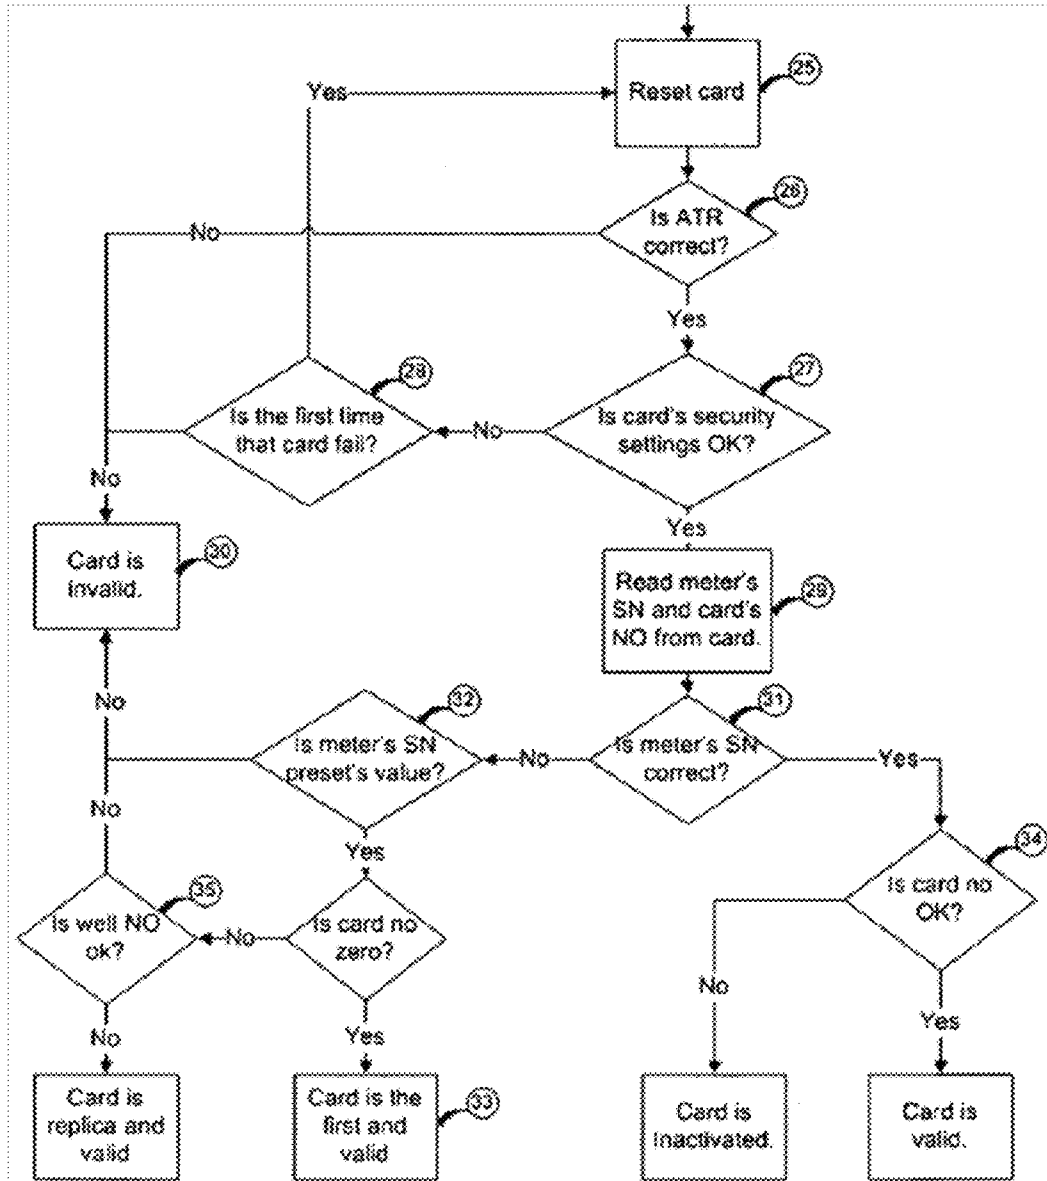 Reset card
25
Yes
Is ATR
correct?
26
No
Yes
Is the first time
that card fail?
28
No
Is card's security
settings OK?
27
No
Yes
Card is
Invalid.
30
Read meter's
SN and card's
NO from card.
29
No
Is meter's SN
preset's value?
32
No
Is meter's SN
correct?
31
Yes
No
Yes
Is card no
OK?
34
Is well NO
ok?
35
No
Is card no
zero?
No
No
Yes
Yes
Card is
replica and
valid
Card is the
first and
valid
33
Card is
Inactivated.
Card is
valid.